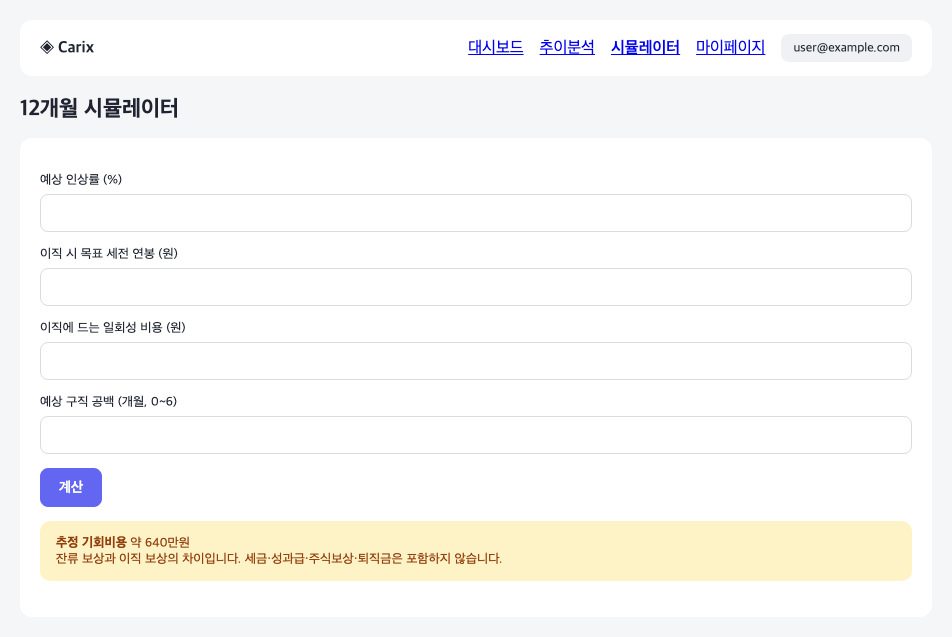 ◈ Carix
대시보드 추이분석 시뮬레이터 마이페이지 user@example.com
12개월 시뮬레이터
예상 인상률 (%)
이직 시 목표 세전 연봉 (원)
이직에 드는 일회성 비용 (원)
예상 구직 공백 (개월, 0~6)
계산
추정 기회비용 약 640만원
잔류 보상과 이직 보상의 차이입니다. 세금·성과급·주식보상·퇴직금은 포함하지 않습니다.